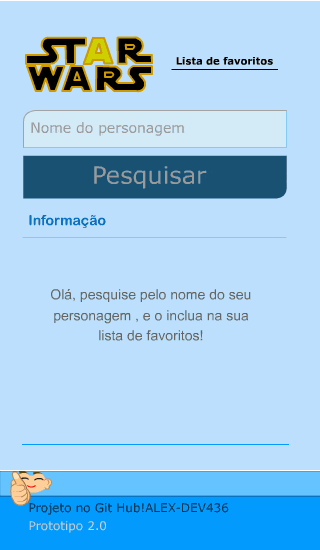 STAR
WARS
Lista de favoritos
Nome do personagem
Pesquisar
Informação
Olá, pesquise pelo nome do seu
personagem , e o inclua na sua
lista de favoritos!
Projeto no Git Hub!ALEX-DEV436
Prototipo 2.0